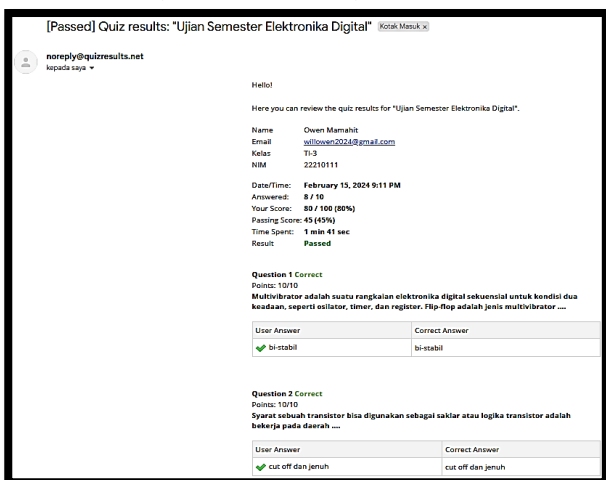 [Passed] Quiz results: "Ujian Semester Elektronika Digital" Kotak Masuk x
noreply@quizresults.net
kepada saya
Hello!
Here you can review the quiz results for "Ujian Semester Elektronika Digital".
Name Owen Mamahit
Email willowen2024@gmail.com
Kelas TI-3
NIM 22210111
Date/Time: February 15, 2024 9:11 PM
Answered: 8 / 10
Your Score: 80 / 100 (80%)
Passing Score: 45 (45%)
Time Spent: 1 min 41 sec
Result Passed
Question 1 Correct
Points: 10/10
Multivibrator adalah suatu rangkaian elektronika digital sekuensial untuk kondisi dua
keadaan, seperti osilator, timer, dan register. Flip-flop adalah jenis multivibrator ....
User Answer Correct Answer
bi-stabil bi-stabil
Question 2 Correct
Points: 10/10
Syarat sebuah transistor bisa digunakan sebagai saklar atau logika transistor adalah
bekerja pada daerah ....
User Answer Correct Answer
cut off dan jenuh cut off dan jenuh